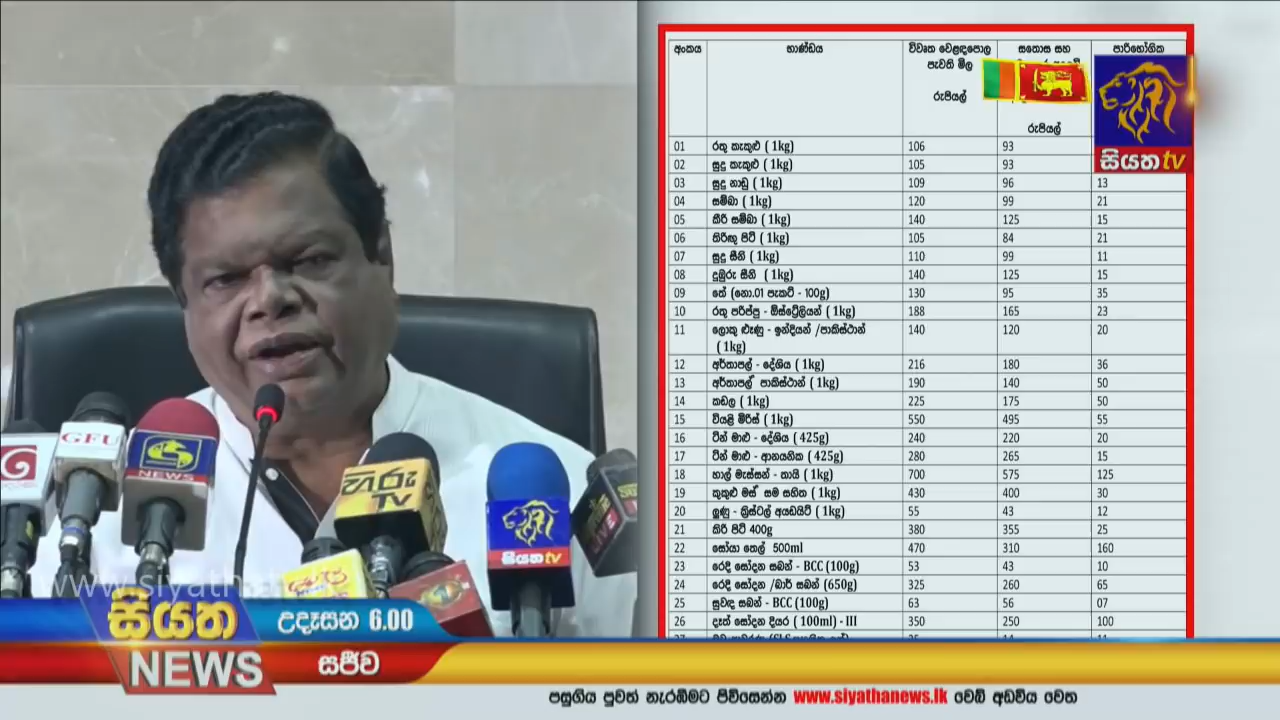 අංකය භාණ්ඩය විවෘත වෙළඳපොල සතොස සහ පාරිභෝගික
පැවති මිල
රුපියල්
රුපියල්
01 රතු කැකුළු ( 1kg) 106 93
02 සුදු කැකුළු ( 1kg) 105 93
03 සුදු නාඩු ( 1kg) 109 96 13
04 සම්බා ( 1kg) 120 99 21
05 කීරි සම්බා ( 1kg) 140 125 15
06 තිරිඟු පිටි ( 1kg) 105 84 21
07 සුදු සීනි ( 1kg) 110 99 11
08 දුඹුරු සීනි ( 1kg) 140 125 15
09 තේ (නො.01 පැකට් - 100g) 130 95 35
10 රතු පරිප්පු - ඕස්ට්‍රේලියන් ( 1kg) 188 165 23
11 ලොකු ළූණු - ඉන්දියන් /පාකිස්ථාන් 140 120 20
( 1kg)
12 අර්තාපල් - දේශිය ( 1kg) 216 180 36
13 අර්තාපල් පාකිස්ථාන් ( 1kg) 190 140 50
14 කඩල ( 1kg) 225 175 50
15 වියළි මිරිස් ( 1kg) 550 495 55
16 ටින් මාළු - දේශිය ( 425g) 240 220 20
17 ටින් මාළු - ආනයනික ( 425g) 280 265 15
18 හාල් මැස්සන් - තායි ( 1kg) 700 575 125
19 කුකුළු මස් සම සහිත ( 1kg) 430 400 30
20 ලුණු - ක්‍රිස්ටල් අයඩයිට් ( 1kg) 55 43 12
21 කිරි පිටි 400g 380 355 25
22 සෝයා තෙල් 500ml 470 310 160
23 රෙදි සෝදන සබන් - BCC (100g) 53 43 10
24 රෙදි සෝදන /බාර් සබන් (650g) 325 260 65
25 සුවඳ සබන් - BCC (100g) 63 56 07
26 දෑත් සෝදන දියර ( 100ml) - III 350 250 100
සියත tv
GFU
NEWS
හිරු
TV
සියත tv
සියත
NEWS
උදෑසන 6.00
සජීව
පසුගිය පුවත් නැරඹීමට පිවිසෙන්න www.siyathanews.lk වෙබ් අඩවිය වෙත